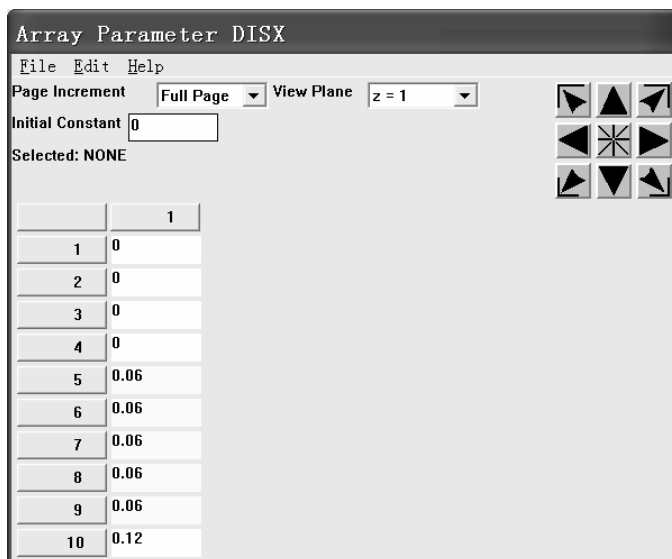 Array Parameter DISX
File Edit Help
Page Increment Full Page View Plane z = 1
Initial Constant 0
Selected: NONE
1
1 0
2 0
3 0
4 0
5 0.06
6 0.06
7 0.06
8 0.06
9 0.06
10 0.12